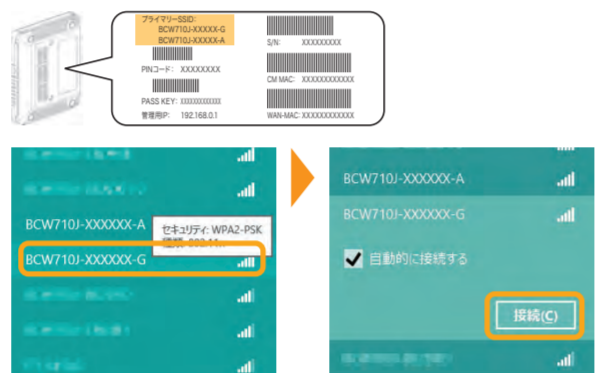 プライマリーSSID:
BCW710J-XXXXX-G
BCW710J-XXXXX-A
PINコード: XXXXXXXX
PASS KEY: XXXXXXXXXXXXX
管理用IP: 192.168.0.1
S/N: XXXXXXXXX
CM MAC: XXXXXXXXXXXX
WAN-MAC: XXXXXXXXXXXX
BCW710J-XXXXXX-A
セキュリティ: WPA2-PSK
BCW710J-XXXXXX-G
BCW710J-XXXXXX-A
BCW710J-XXXXXX-G
自動的に接続する
接続(C)